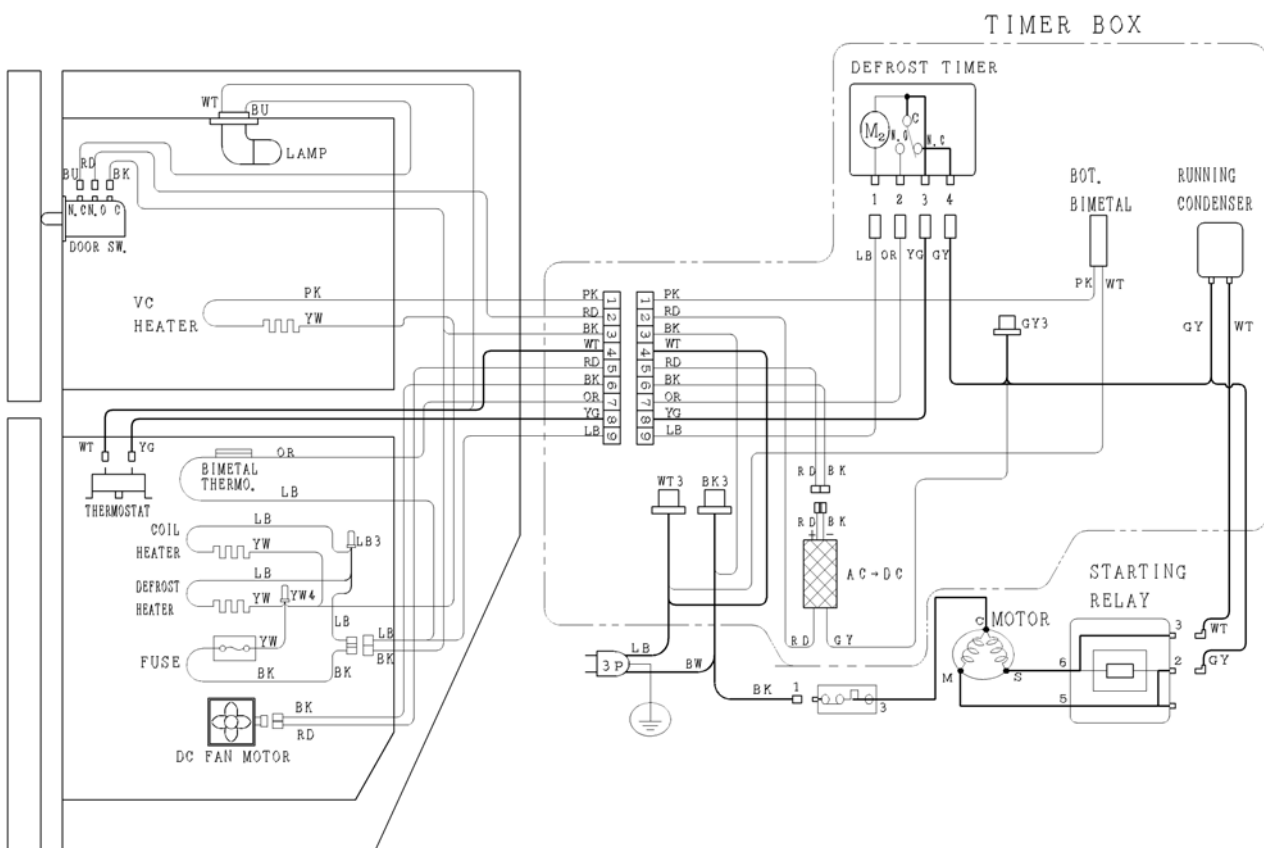 TIMER BOX
DEFROST TIMER
M2
C
N.O
N.C
1 2 3 4
LB OR YG GY
BOT.
BIMETAL
PK WT
RUNNING
CONDENSER
GY WT
GY3
WT BU
LAMP
BU RD BK
N.C N.O C
DOOR SW.
VC
HEATER
PK
YW
PK 1 1 PK
RD 2 2 RD
BK 3 3 BK
WT 4 4 WT
RD 5 5 RD
BK 6 6 BK
OR 7 7 OR
YG 8 8 YG
LB 9 9 LB
WT YG
THERMOSTAT
OR
BIMETAL
THERMO.
LB
COIL
HEATER
LB
YW
LB3
DEFROST
HEATER
LB
YW
YW4
LB
LB
BK
FUSE
YW
BK
BK
DC FAN MOTOR
BK
RD
WT3 BK3
RD BK
RD BK
+ -
AC→DC
RD GY
3P
LB
BW
BK 1
3
MOTOR
C
M S
STARTING
RELAY
6
5
3
2
WT
GY